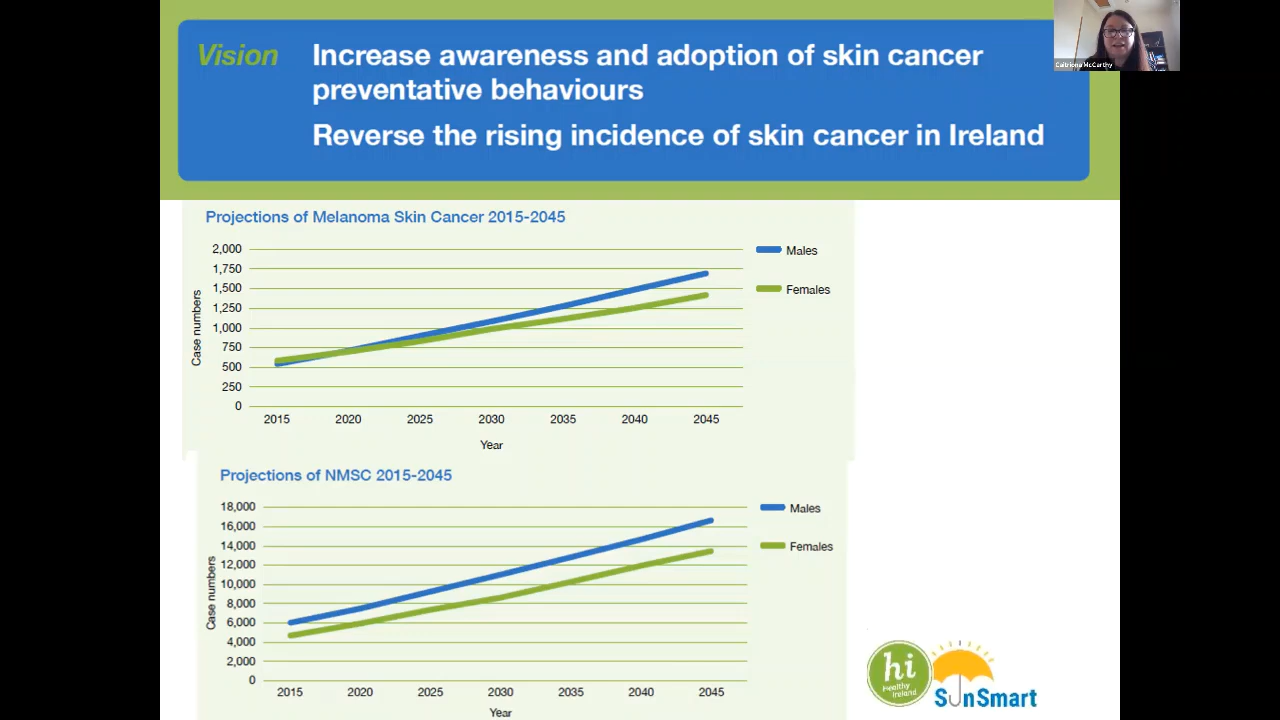 Vision
Increase awareness and adoption of skin cancer
preventative behaviours
Reverse the rising incidence of skin cancer in Ireland
Caitriona McCarthy
Projections of Melanoma Skin Cancer 2015-2045
2,000
1,750
1,500
1,250
1,000
750
500
250
0
Case numbers
2015 2020 2025 2030 2035 2040 2045
Year
Males
Females
Projections of NMSC 2015-2045
18,000
16,000
14,000
12,000
10,000
8,000
6,000
4,000
2,000
0
Case numbers
2015 2020 2025 2030 2035 2040 2045
Year
Males
Females
hi
Healthy
Ireland
SunSmart